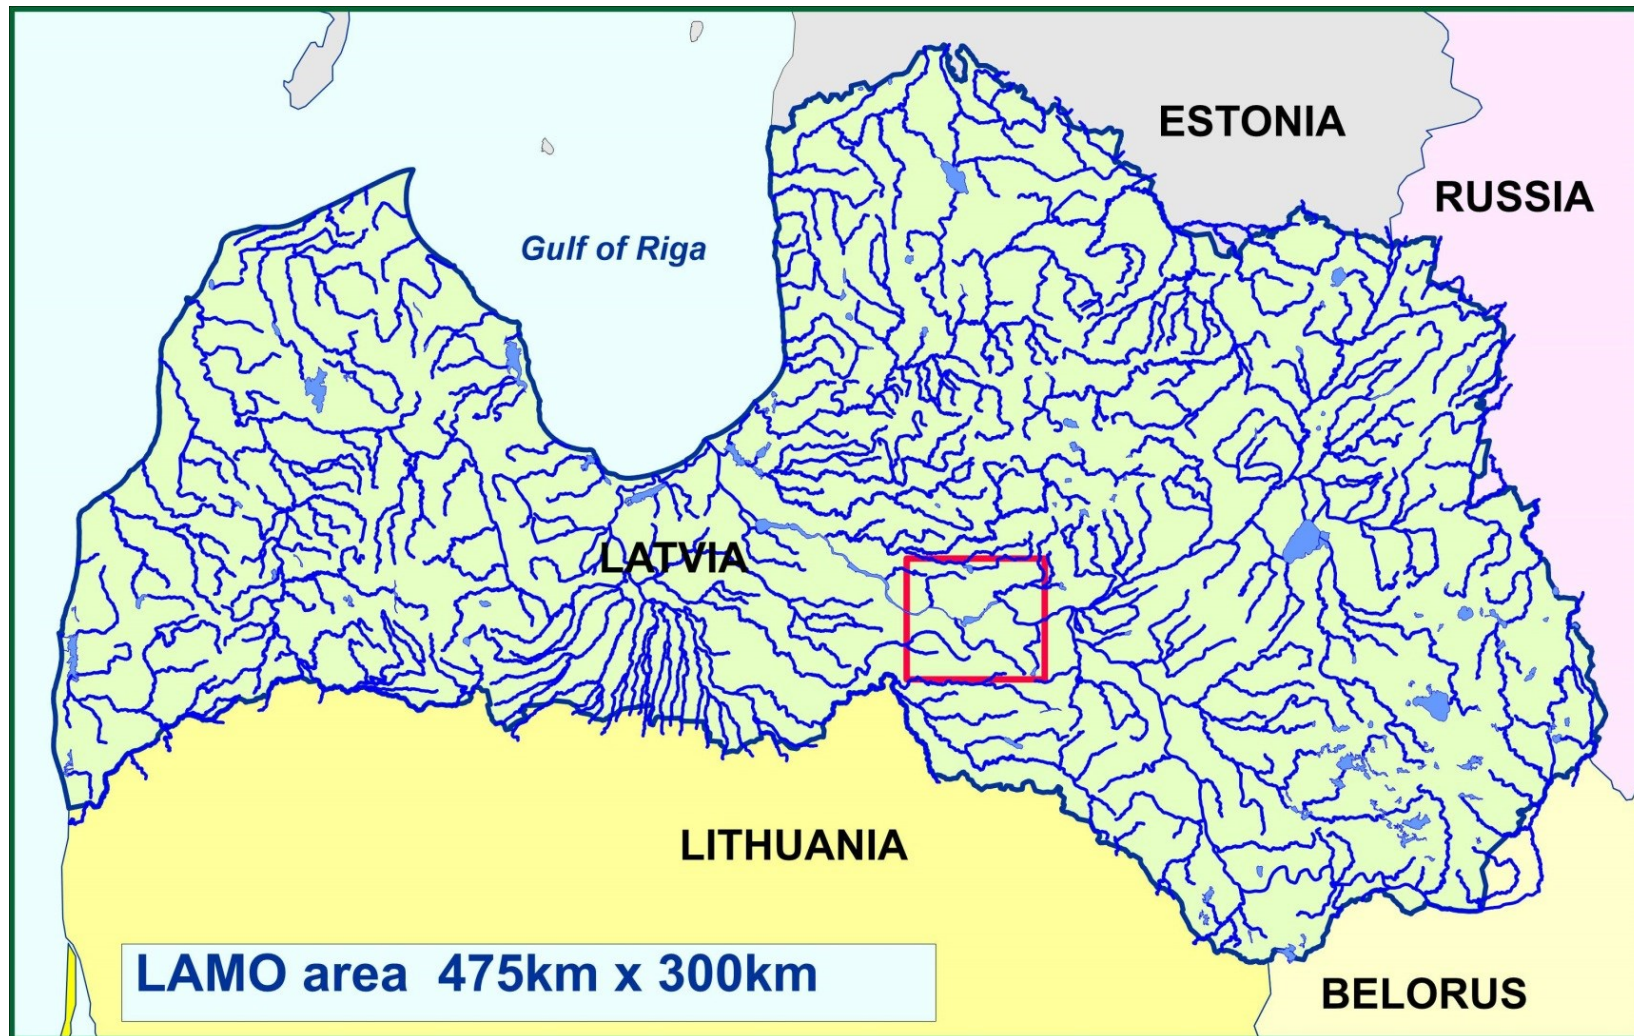 ESTONIA
RUSSIA
Gulf of Riga
LATVIA
LITHUANIA
LAMO area 475km x 300km
BELORUS